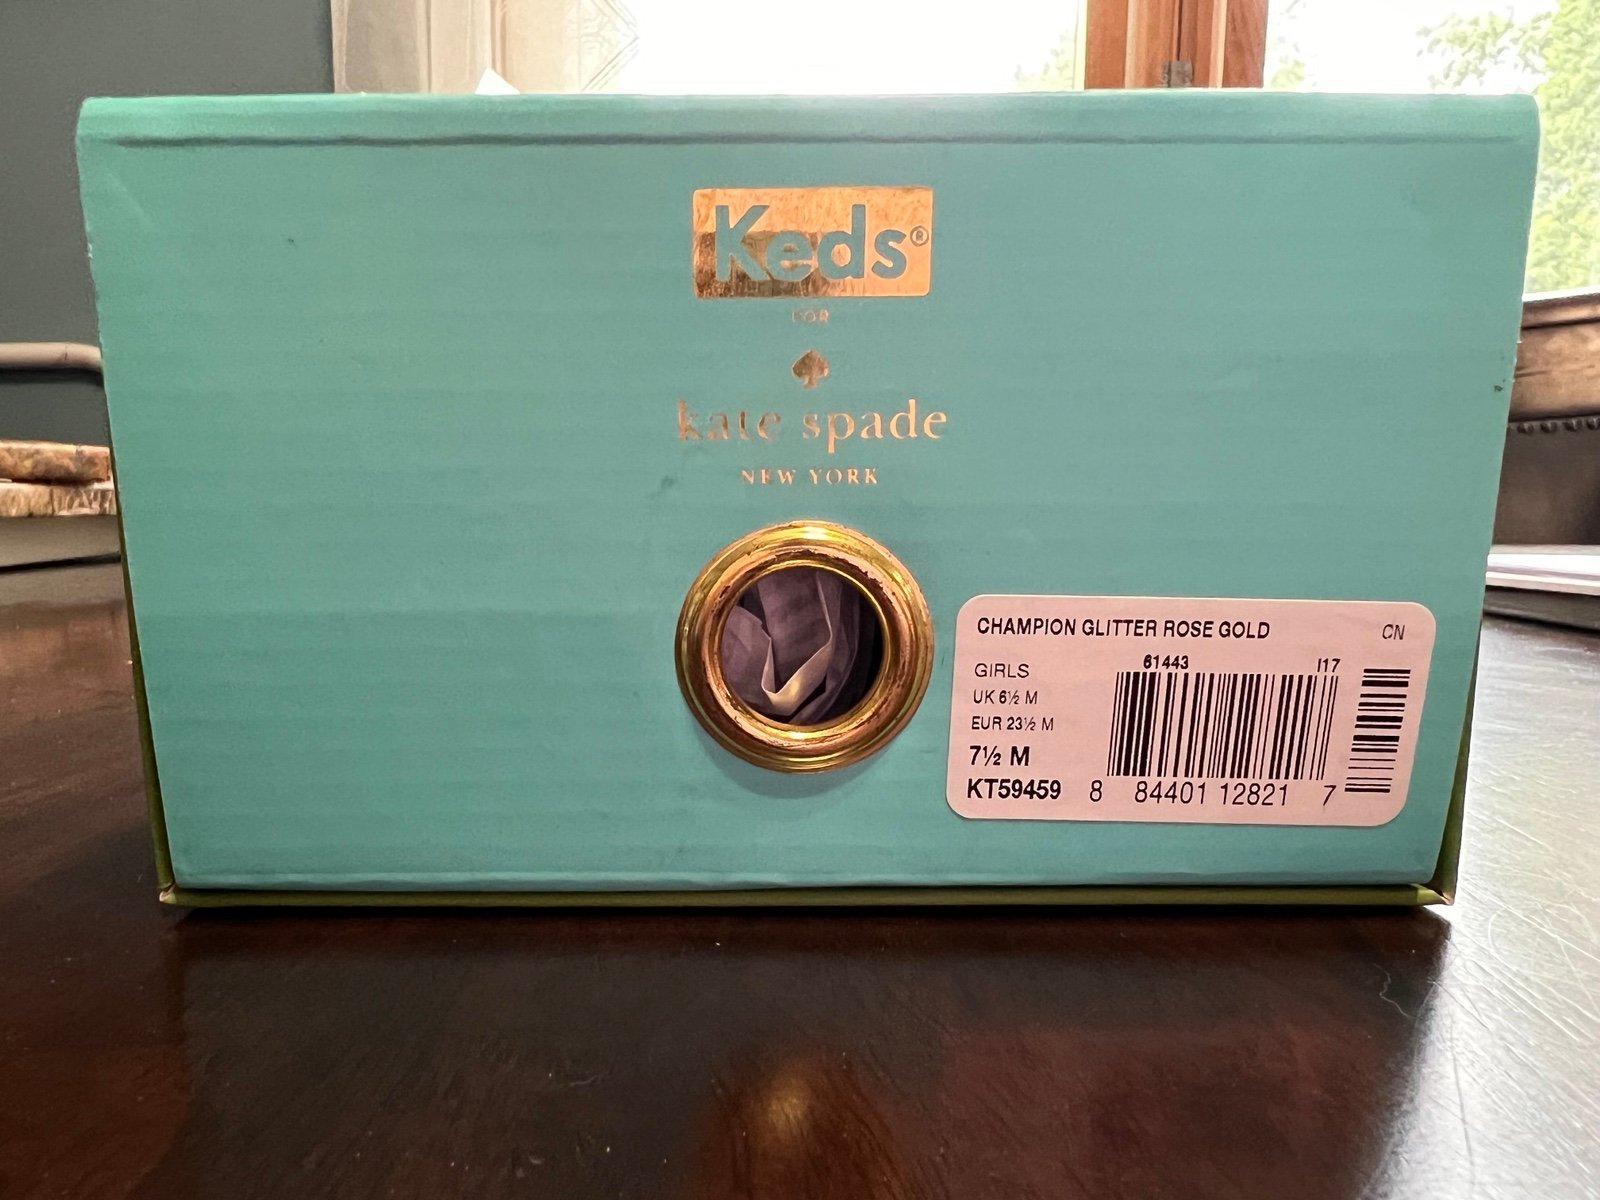 Keds®
FOR
kate spade
NEW YORK
CHAMPION GLITTER ROSE GOLD CN
GIRLS 61443 I17
UK 6½ M
EUR 23½ M
7½ M
KT59459 8 84401 12821 7